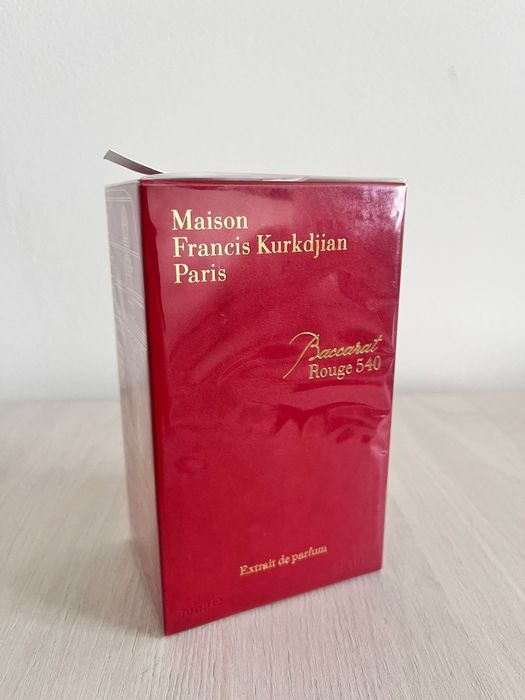 Maison
Francis Kurkdjian
Paris
Baccarat
Rouge 540
Extrait de parfum